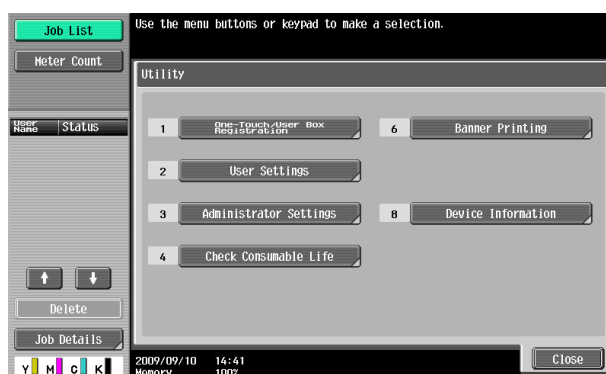 Job List
Use the menu buttons or keypad to make a selection.
Meter Count
Utility
User Name Status
1 One-Touch/User Box Registration
6 Banner Printing
2 User Settings
3 Administrator Settings
8 Device Information
4 Check Consumable Life
Delete
Job Details
Close
Y M C K
2009/09/10 14:41
Memory 100%